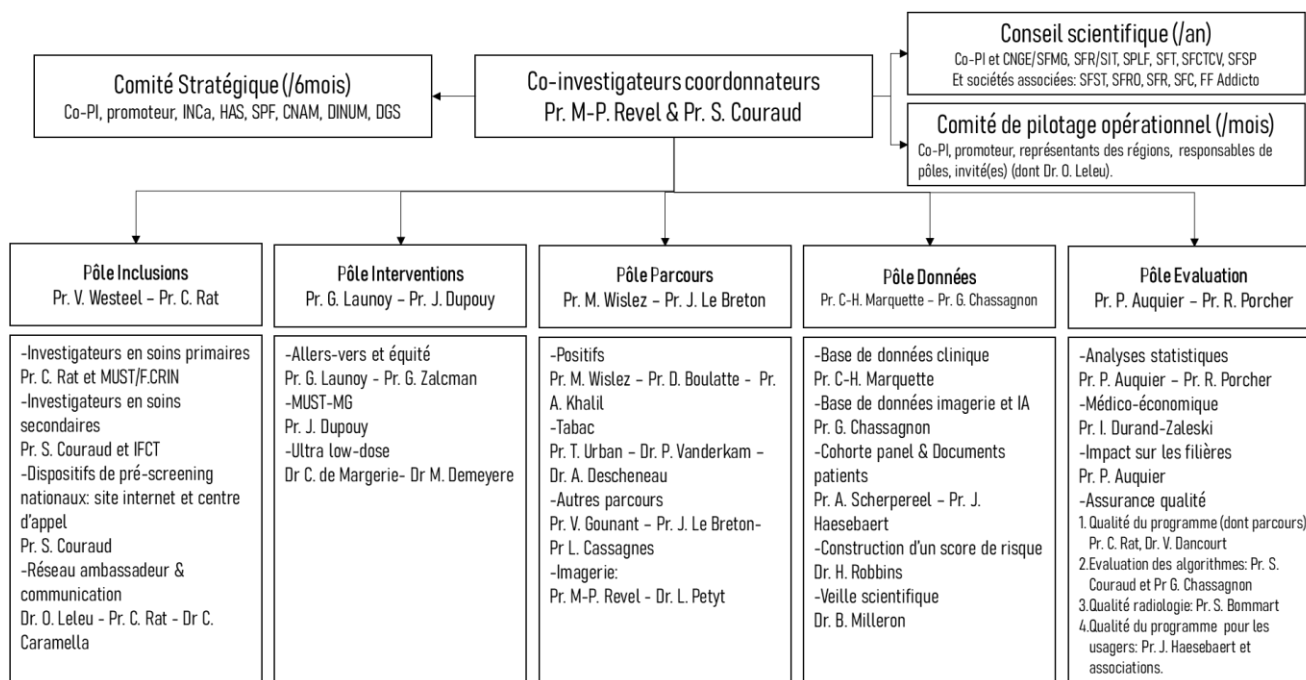 Comité Stratégique (/6mois)
Co-PI, promoteur, INCa, HAS, SPF, CNAM, DINUM, DGS
Co-investigateurs coordonnateurs
Pr. M-P. Revel & Pr. S. Couraud
Conseil scientifique (/an)
Co-PI et CNGE/SFMG, SFR/SIT, SPLF, SFT, SFCTCV, SFSP
Et sociétés associées: SFST, SFRO, SFR, SFC, FF Addicto
Comité de pilotage opérationnel (/mois)
Co-PI, promoteur, représentants des régions, responsables de
pôles, invité(es) (dont Dr. O. Leleu).
Pôle Inclusions
Pr. V. Westeel – Pr. C. Rat
-Investigateurs en soins primaires
Pr. C. Rat et MUST/F.CRIN
-Investigateurs en soins
secondaires
Pr. S. Couraud et IFCT
-Dispositifs de pré-screening
nationaux: site internet et centre
d'appel
Pr. S. Couraud
-Réseau ambassadeur &
communication
Dr. O. Leleu - Pr. C. Rat - Dr C.
Caramella
Pôle Interventions
Pr. G. Launoy – Pr. J. Dupouy
-Allers-vers et équité
Pr. G. Launoy - Pr. G. Zalcman
-MUST-MG
Pr. J. Dupouy
-Ultra low-dose
Dr C. de Margerie- Dr M. Demeyere
Pôle Parcours
Pr. M. Wislez – Pr. J. Le Breton
-Positifs
Pr. M. Wislez – Pr. D. Boulatte - Pr.
A. Khalil
-Tabac
Pr. T. Urban – Dr. P. Vanderkam –
Dr. A. Descheneau
-Autres parcours
Pr. V. Gounant – Pr. J. Le Breton-
Pr L. Cassagnes
-Imagerie:
Pr. M-P. Revel - Dr. L. Petyt
Pôle Données
Pr. C-H. Marquette – Pr. G. Chassagnon
-Base de données clinique
Pr. C-H. Marquette
-Base de données imagerie et IA
Pr. G. Chassagnon
-Cohorte panel & Documents
patients
Pr. A. Scherpereel – Pr. J.
Haesebaert
-Construction d'un score de risque
Dr. H. Robbins
-Veille scientifique
Dr. B. Milleron
Pôle Evaluation
Pr. P. Auquier – Pr. R. Porcher
-Analyses statistiques
Pr. P. Auquier – Pr. R. Porcher
-Médico-économique
Pr. I. Durand-Zaleski
-Impact sur les filières
Pr. P. Auquier
-Assurance qualité
1. Qualité du programme (dont parcours)
Pr. C. Rat, Dr. V. Dancourt
2.Evaluation des algorithmes: Pr. S.
Couraud et Pr G. Chassagnon
3.Qualité radiologie: Pr. S. Bommart
4.Qualité du programme pour les
usagers: Pr. J. Haesebaert et
associations.